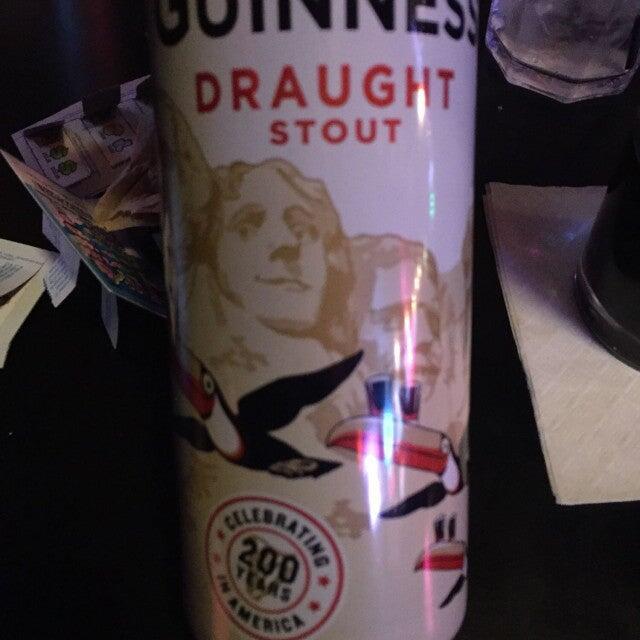 GUINNESS
DRAUGHT
STOUT
CELEBRATING
200
YEARS
IN AMERICA